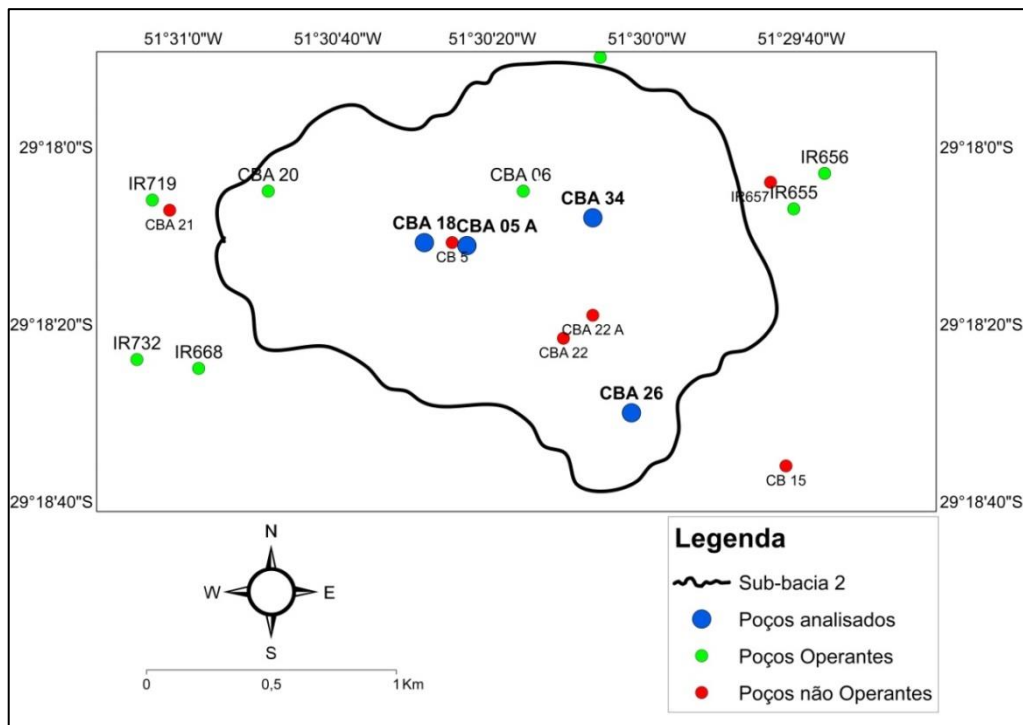 51°31'0"W 51°30'40"W 51°30'20"W 51°30'0"W 51°29'40"W
29°18'0"S 29°18'0"S
IR656
CBA 20 CBA 06
IR719 CBA 34 IR657 IR655
CBA 21 CBA 18 CBA 05 A
CB 5
29°18'20"S 29°18'20"S
CBA 22 A
IR732 IR668 CBA 22
CBA 26
CB 15
29°18'40"S 29°18'40"S
Legenda
Sub-bacia 2
Poços analisados
Poços Operantes
Poços não Operantes
N
W E
S
0 0,5 1 Km